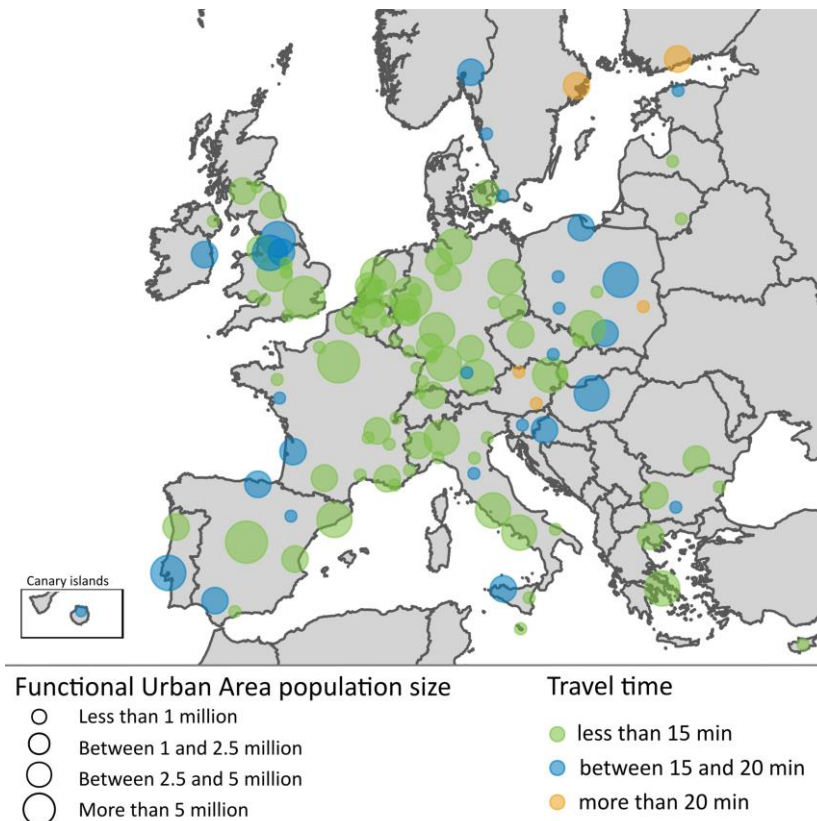 Canary islands
Functional Urban Area population size
Less than 1 million
Between 1 and 2.5 million
Between 2.5 and 5 million
More than 5 million
Travel time
less than 15 min
between 15 and 20 min
more than 20 min